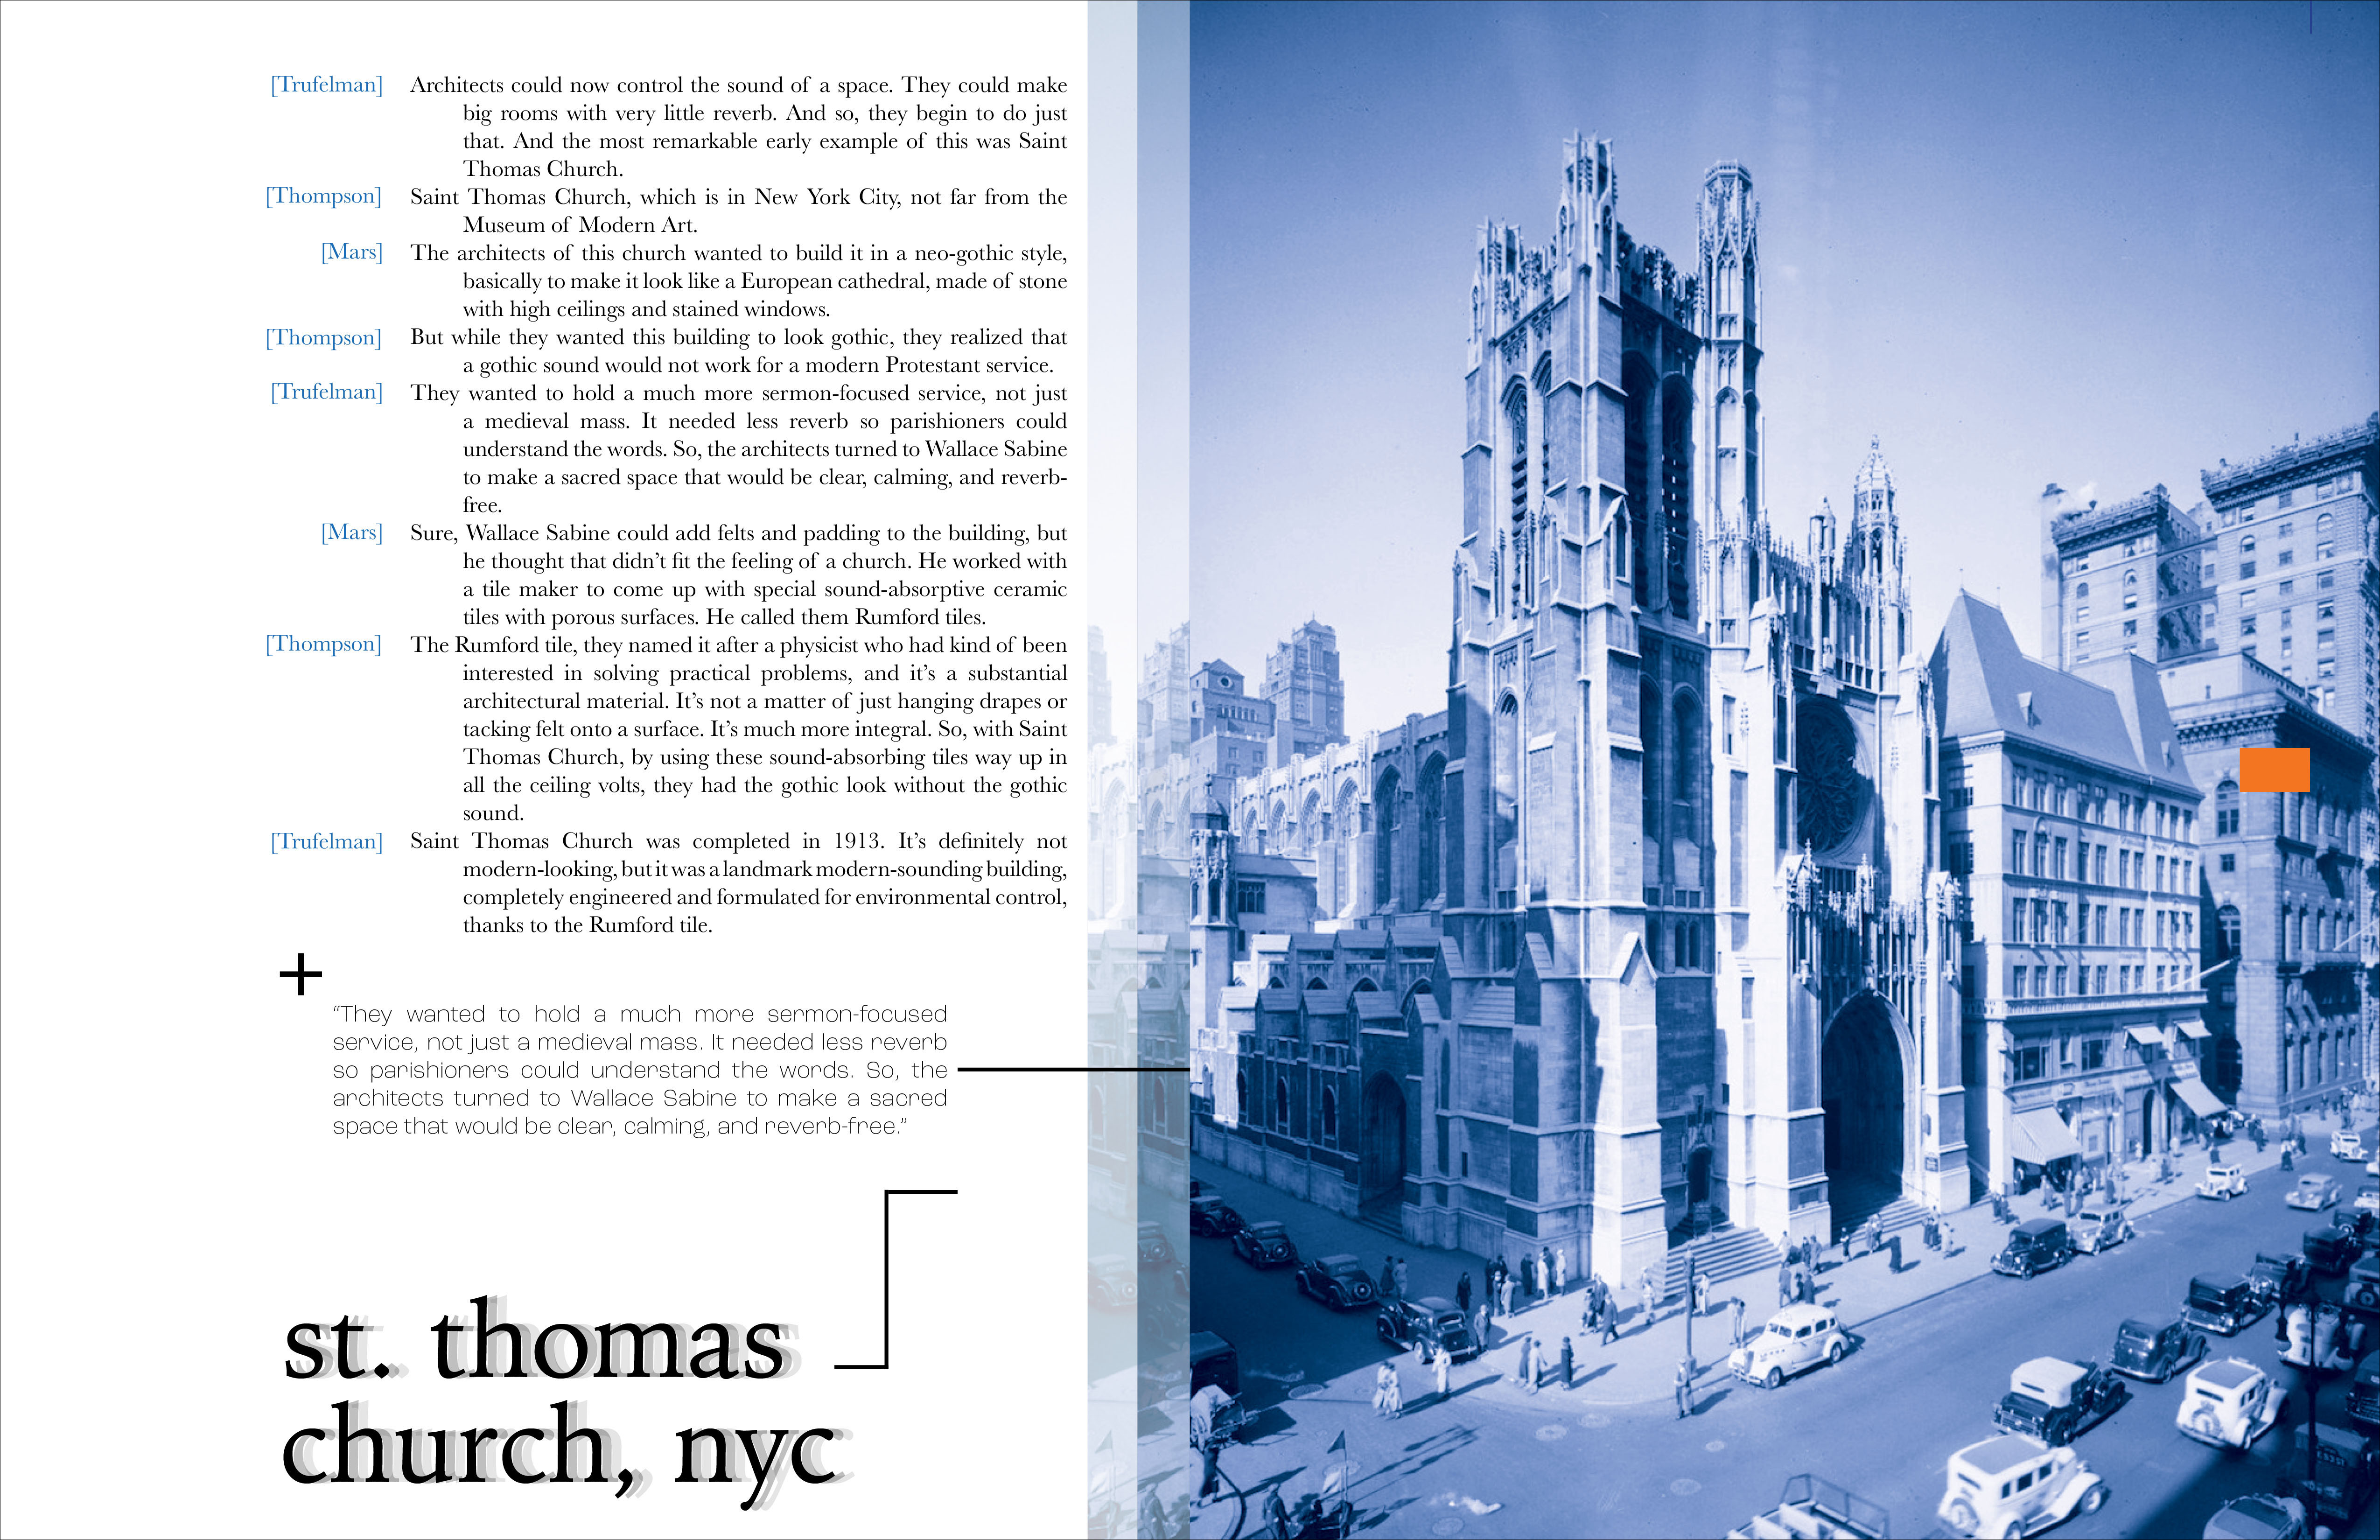 [Trufelman] Architects could now control the sound of a space. They could make
big rooms with very little reverb. And so, they begin to do just
that. And the most remarkable early example of this was Saint
Thomas Church.
[Thompson] Saint Thomas Church, which is in New York City, not far from the
Museum of Modern Art.
[Mars] The architects of this church wanted to build it in a neo-gothic style,
basically to make it look like a European cathedral, made of stone
with high ceilings and stained windows.
[Thompson] But while they wanted this building to look gothic, they realized that
a gothic sound would not work for a modern Protestant service.
[Trufelman] They wanted to hold a much more sermon-focused service, not just
a medieval mass. It needed less reverb so parishioners could
understand the words. So, the architects turned to Wallace Sabine
to make a sacred space that would be clear, calming, and reverb-
free.
[Mars] Sure, Wallace Sabine could add felts and padding to the building, but
he thought that didn’t fit the feeling of a church. He worked with
a tile maker to come up with special sound-absorptive ceramic
tiles with porous surfaces. He called them Rumford tiles.
[Thompson] The Rumford tile, they named it after a physicist who had kind of been
interested in solving practical problems, and it’s a substantial
architectural material. It’s not a matter of just hanging drapes or
tacking felt onto a surface. It’s much more integral. So, with Saint
Thomas Church, by using these sound-absorbing tiles way up in
all the ceiling volts, they had the gothic look without the gothic
sound.
[Trufelman] Saint Thomas Church was completed in 1913. It’s definitely not
modern-looking, but it was a landmark modern-sounding building,
completely engineered and formulated for environmental control,
thanks to the Rumford tile.
+
“They wanted to hold a much more sermon-focused
service, not just a medieval mass. It needed less reverb
so parishioners could understand the words. So, the
architects turned to Wallace Sabine to make a sacred
space that would be clear, calming, and reverb-free.”
st. thomas
church, nyc